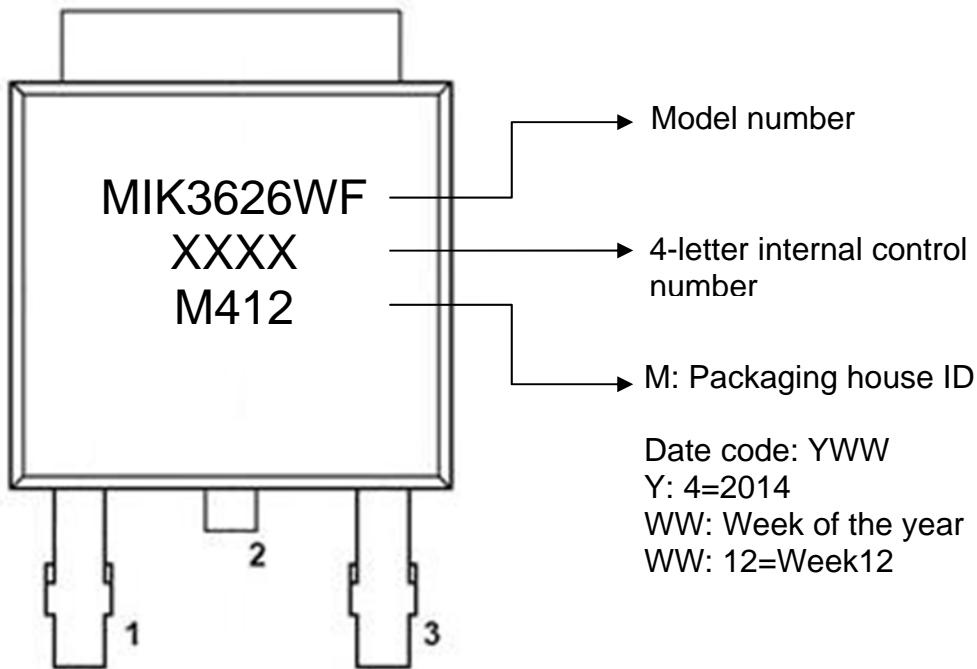 MIK3626WF
XXXX
M412
Model number
4-letter internal control
number
M: Packaging house ID
Date code: YWW
Y: 4=2014
WW: Week of the year
WW: 12=Week12
2
1
3